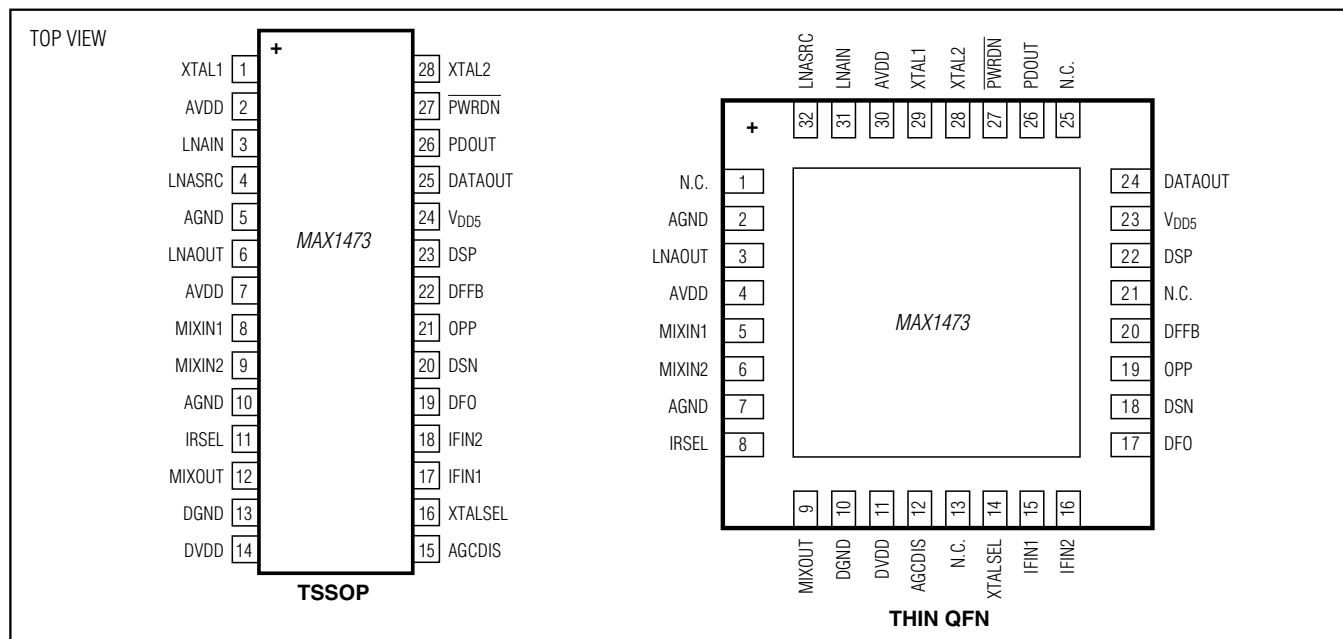 TOP VIEW
+
XTAL1 1
AVDD 2
LNAIN 3
LNASRC 4
AGND 5
LNAOUT 6
AVDD 7
MIXIN1 8
MIXIN2 9
AGND 10
IRSEL 11
MIXOUT 12
DGND 13
DVDD 14
MAX1473
28 XTAL2
27 PWRDN
26 PDOUT
25 DATAOUT
24 VDD5
23 DSP
22 DFFB
21 OPP
20 DSN
19 DFO
18 IFIN2
17 IFIN1
16 XTALSEL
15 AGCDIS
TSSOP
LNASRC LNAIN AVDD XTAL1 XTAL2 PWRDN PDOUT N.C.
32 31 30 29 28 27 26 25
+
N.C. 1
AGND 2
LNAOUT 3
AVDD 4
MIXIN1 5
MIXIN2 6
AGND 7
IRSEL 8
MAX1473
24 DATAOUT
23 VDD5
22 DSP
21 N.C.
20 DFFB
19 OPP
18 DSN
17 DFO
9 10 11 12 13 14 15 16
MIXOUT DGND DVDD AGCDIS N.C. XTALSEL IFIN1 IFIN2
THIN QFN